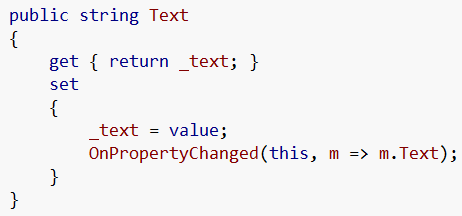 public string Text
{
    get { return _text; }
    set
    {
        _text = value;
        OnPropertyChanged(this, m => m.Text);
    }
}